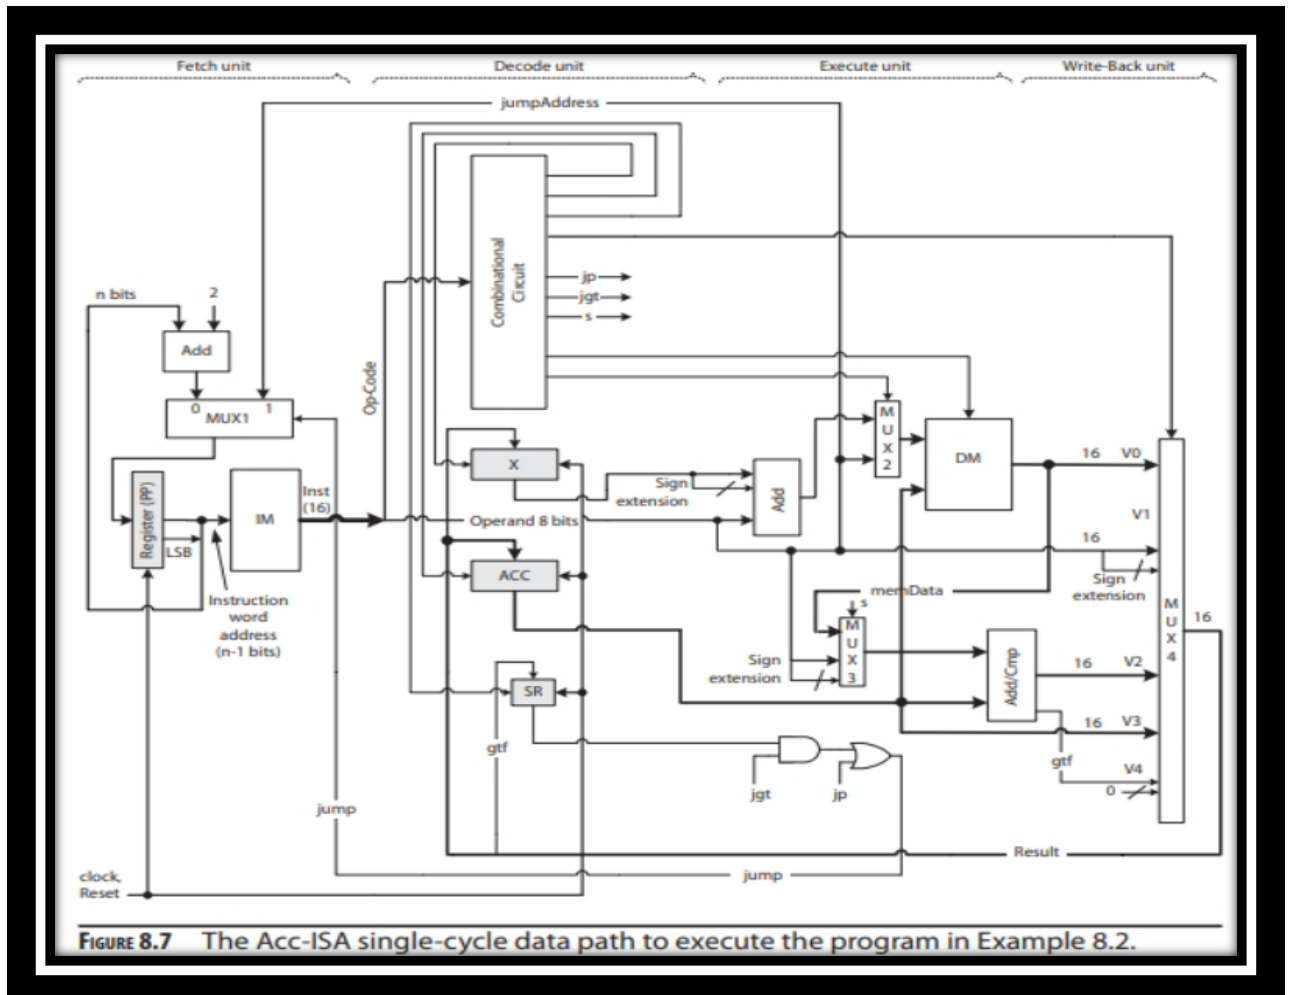 Fetch unit
Decode unit
Execute unit
Write-Back unit
jumpAddress
Combinational
Circuit
jp
jgt
s
n bits
2
Add
0
1
MUX1
Op-Code
Register (PP)
LSB
IM
Inst
(16)
Instruction
word
address
(n-1 bits)
X
Operand 8 bits
ACC
SR
gtf
Sign
extension
Add
M
U
X
2
DM
16 V0
V1
16
Sign
extension
memData
s
M
U
X
3
Sign
extension
Add/Cmp
16 V2
16 V3
gtf
V4
0
M
U
X
4
16
jgt
jp
jump
Result
jump
clock,
Reset
FIGURE 8.7 The Acc-ISA single-cycle data path to execute the program in Example 8.2.